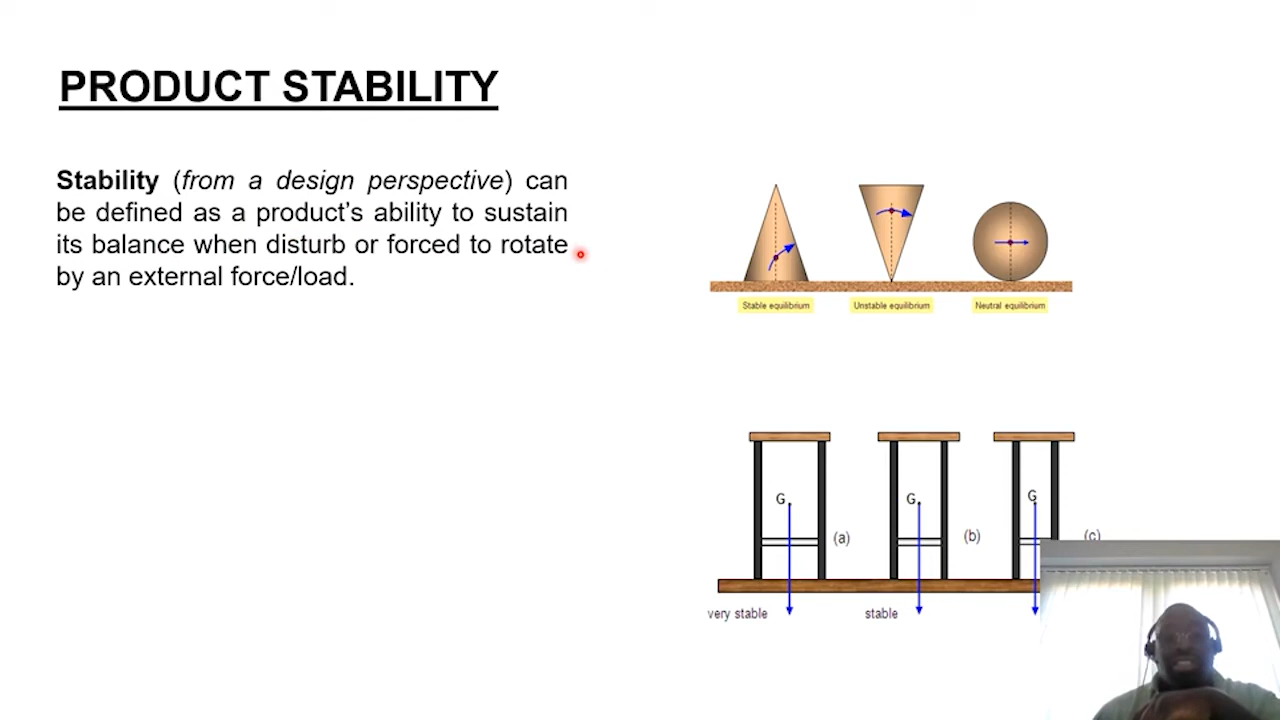 PRODUCT STABILITY
Stability (from a design perspective) can
be defined as a product's ability to sustain
its balance when disturb or forced to rotate
by an external force/load.
Stable equilibrium
Unstable equilibrium
Neutral equilibrium
G
G
G
(a)
(b)
(c)
very stable
stable